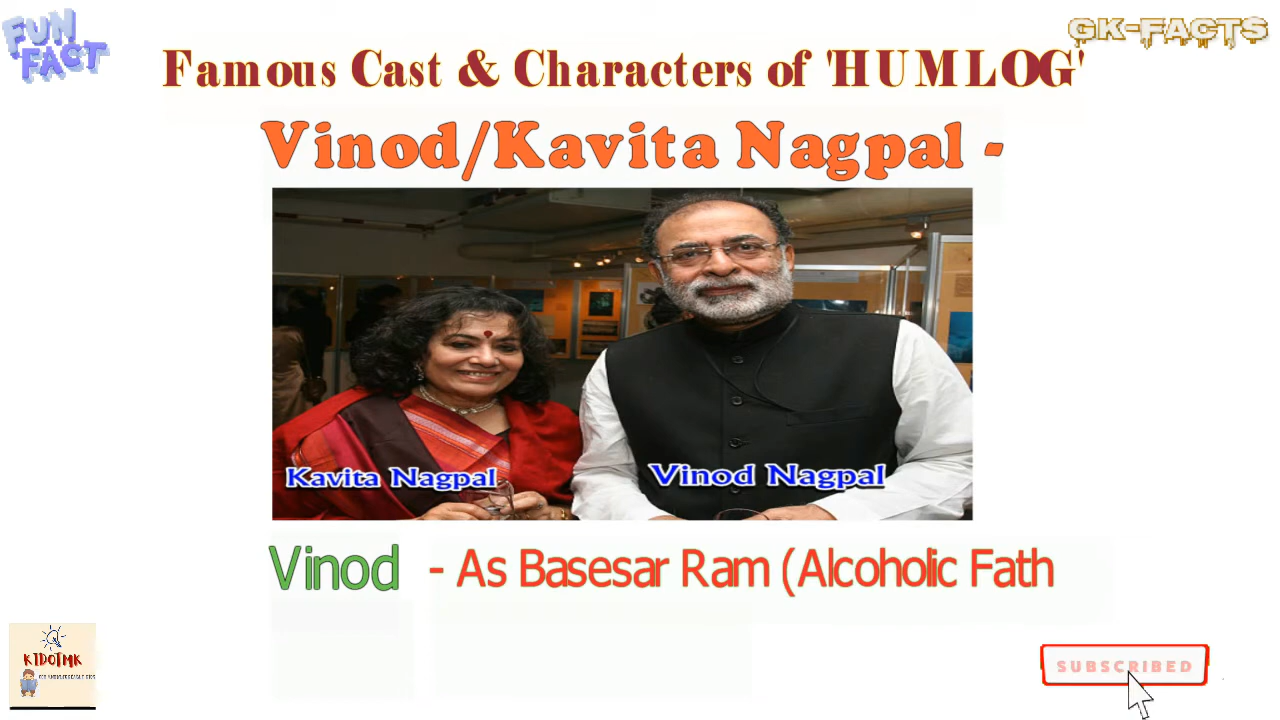 FUN FACT
GK-FACTS
Famous Cast & Characters of 'HUMLOG'
Vinod/Kavita Nagpal -
Kavita Nagpal
Vinod Nagpal
Vinod - As Basesar Ram (Alcoholic Fath
KIDOTMK
SUBSCRIBED